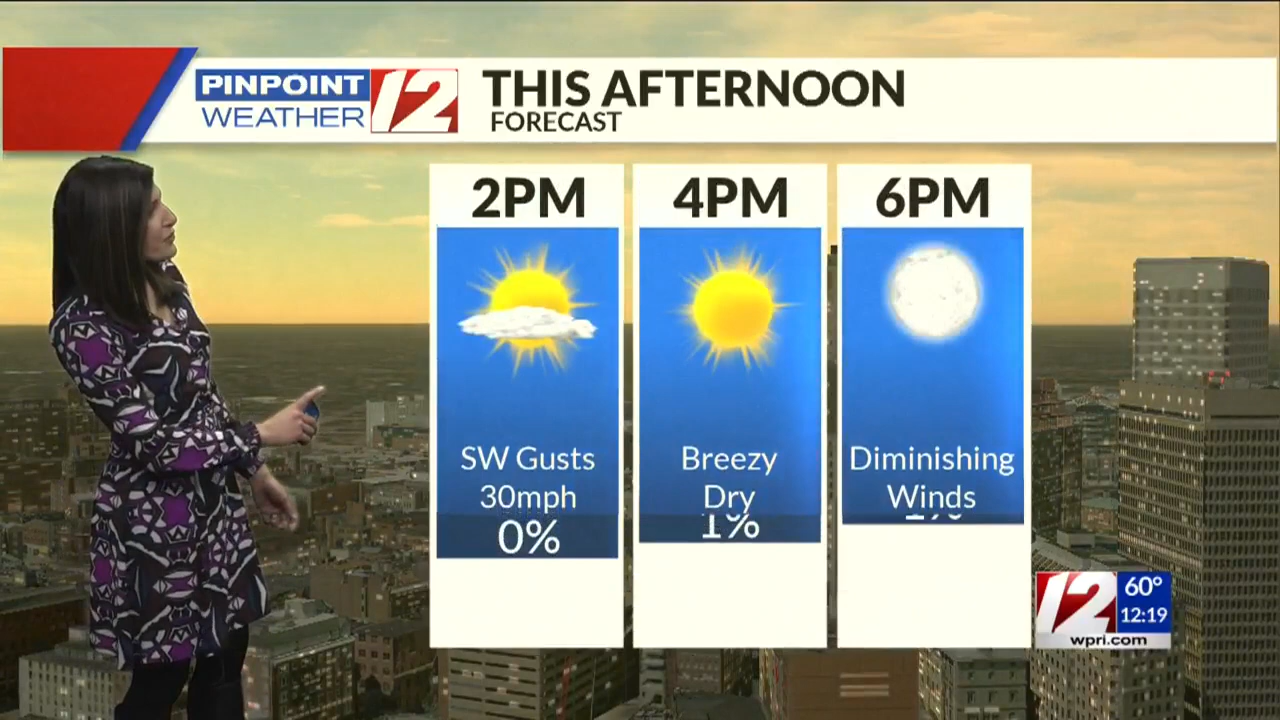 PINPOINT
WEATHER
12
THIS AFTERNOON
FORECAST
2PM
4PM
6PM
SW Gusts
30mph
0%
Breezy
Dry
1%
Diminishing
Winds
12
60°
12:19
wpri.com